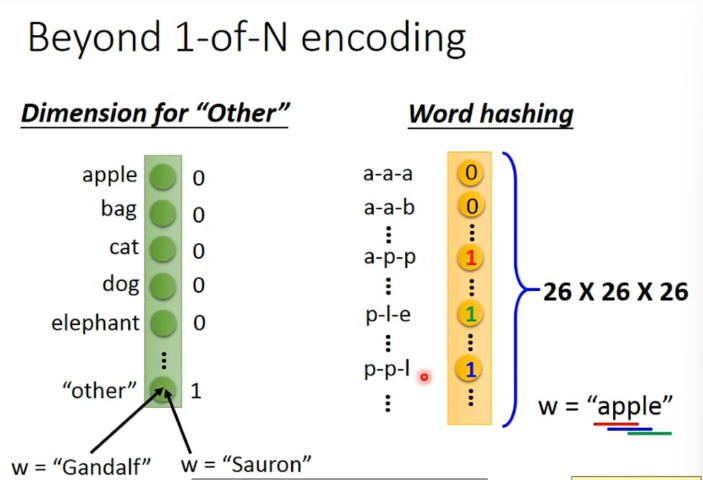 Beyond 1-of-N encoding
Dimension for “Other”
apple 0
bag 0
cat 0
dog 0
elephant 0
⋮
“other” 1
w = “Gandalf” w = “Sauron”
Word hashing
a-a-a 0
a-a-b 0
⋮ ⋮
a-p-p 1
⋮ ⋮
p-l-e 1
⋮ ⋮
p-p-l 1
⋮ ⋮
26 X 26 X 26
w = “apple”